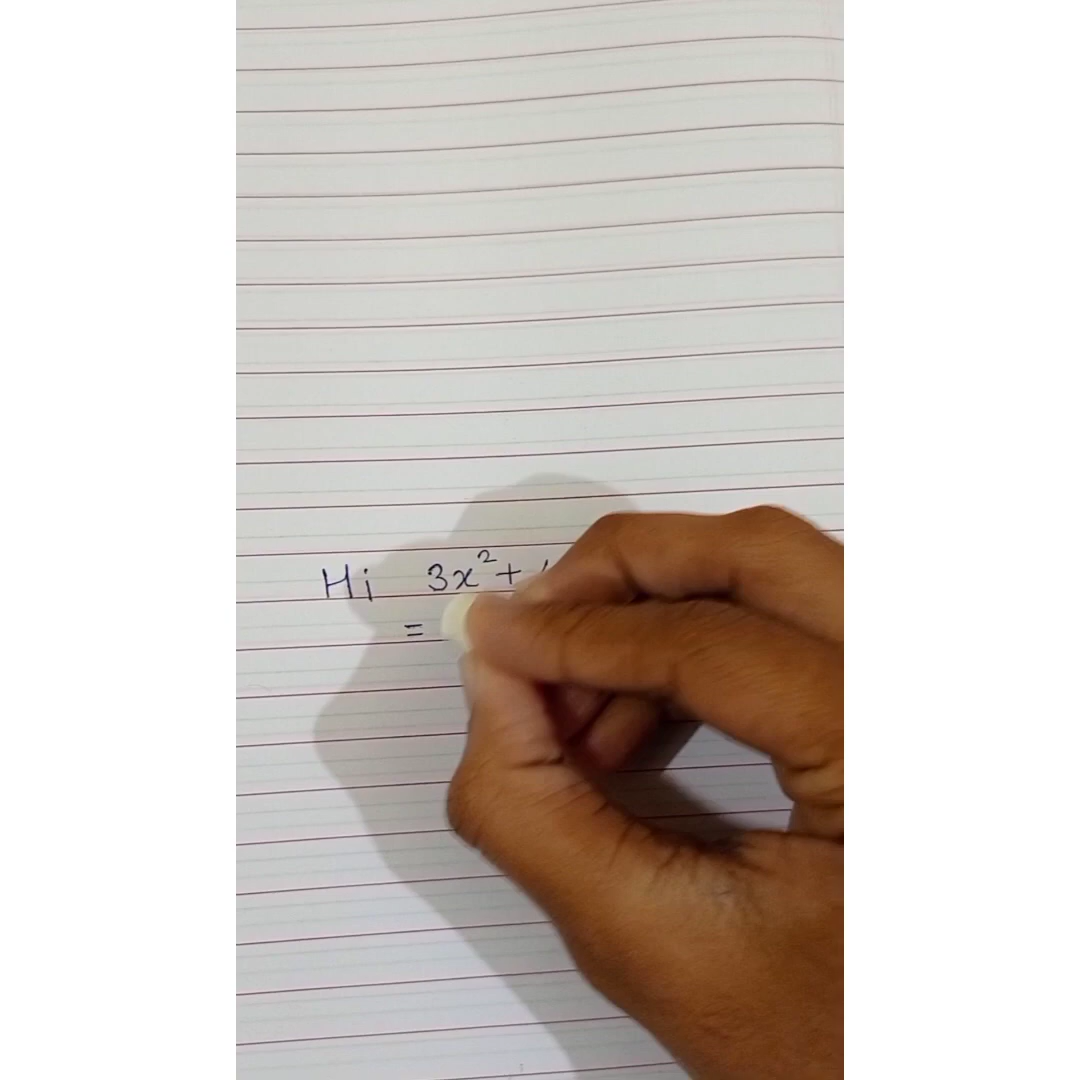 Hi 3x² +
=